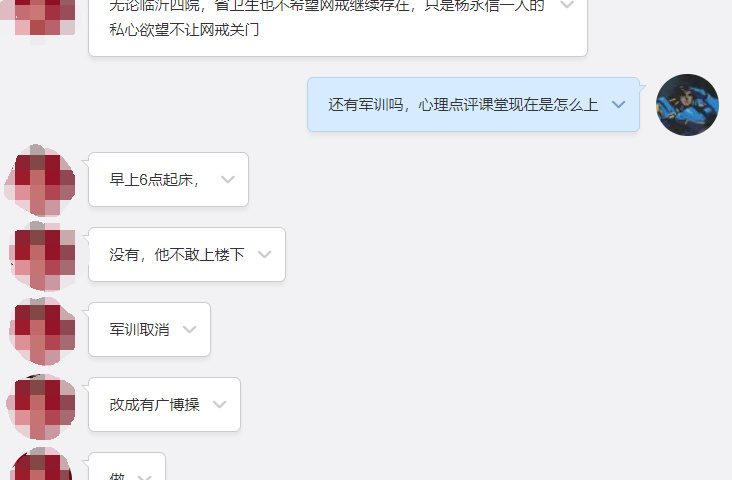 无论临沂四院，省卫生也不希望网戒继续存在，只是杨永信一人的
私心欲望不让网戒关门
还有军训吗，心理点评课堂现在是怎么上
早上6点起床，
没有，他不敢上楼下
军训取消
改成有广博操
做